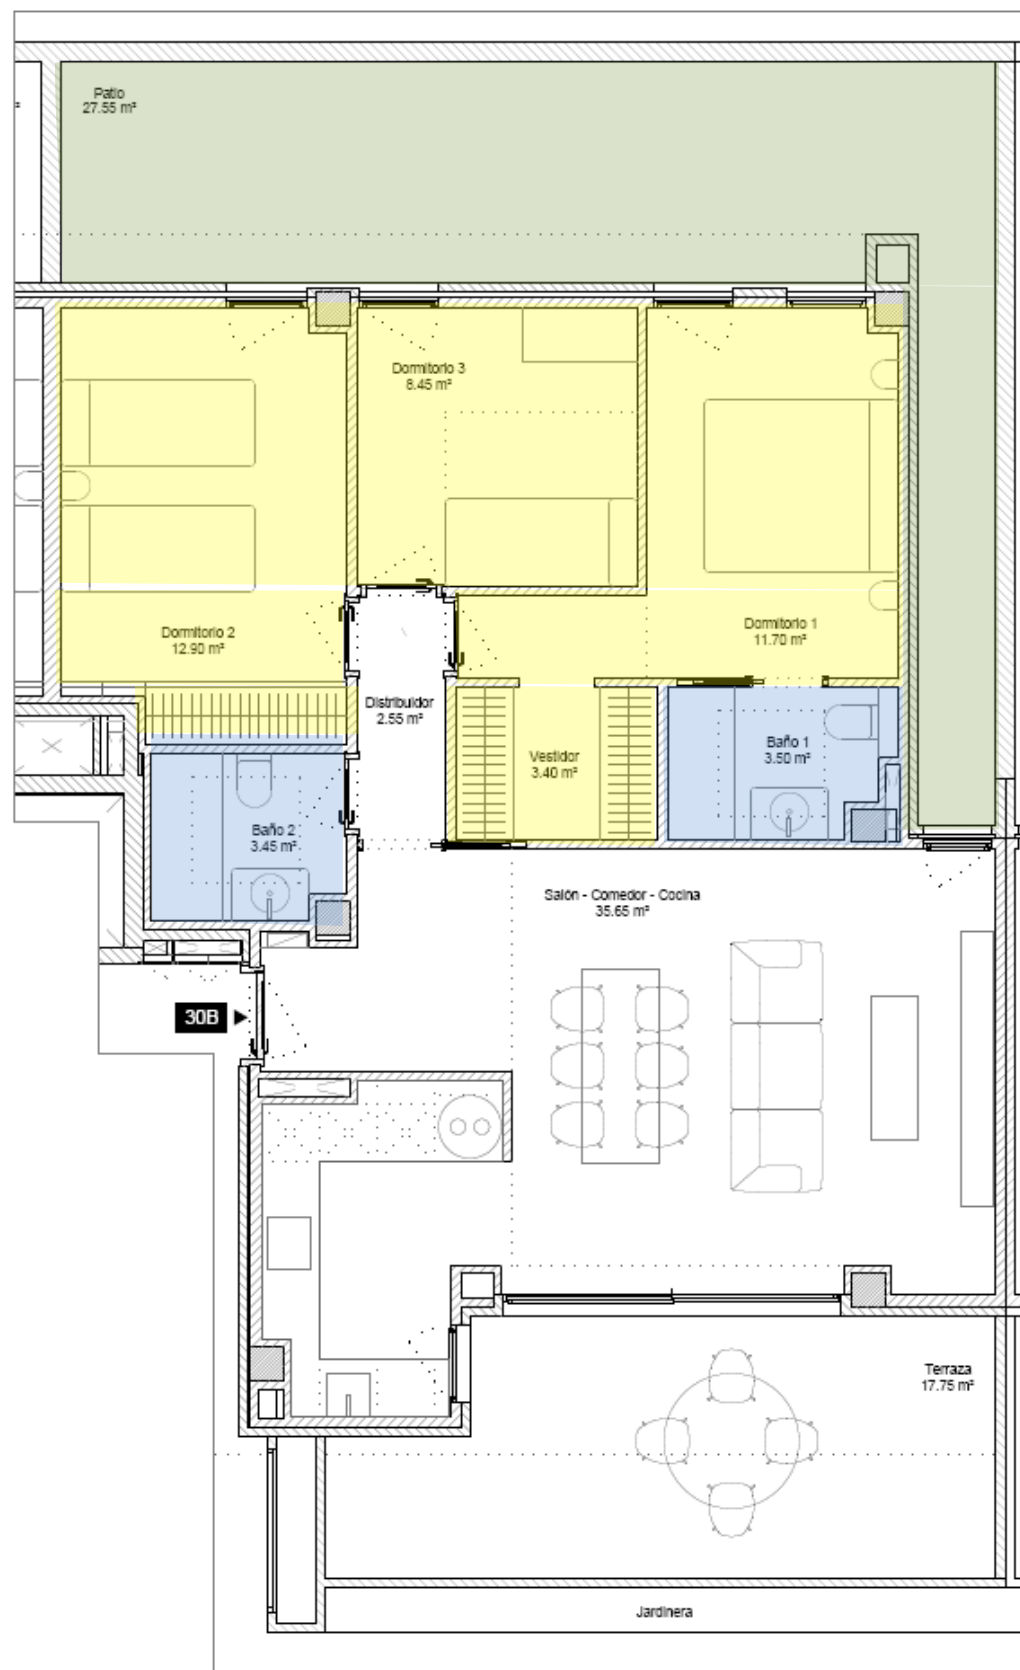 Patio
27.55 m²
Dormitorio 3
8.45 m²
Dormitorio 2
12.90 m²
Dormitorio 1
11.70 m²
Distribuidor
2.55 m²
Vestidor
3.40 m²
Baño 1
3.50 m²
Baño 2
3.45 m²
Salón - Comedor - Cocina
35.65 m²
30B
Terraza
17.75 m²
Jardinera